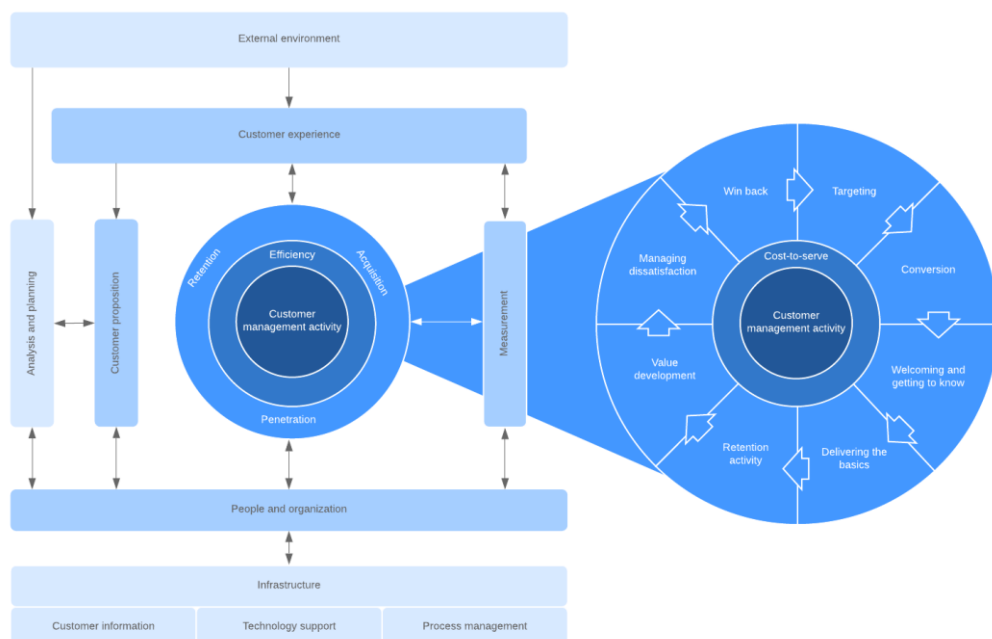 External environment
Customer experience
Analysis and planning
Customer proposition
Retention
Efficiency
Acquisition
Customer
management activity
Penetration
Measurement
People and organization
Infrastructure
Customer information
Technology support
Process management
Win back
Targeting
Managing
dissatisfaction
Cost-to-serve
Conversion
Customer
management activity
Value
development
Welcoming and
getting to know
Retention
activity
Delivering the
basics